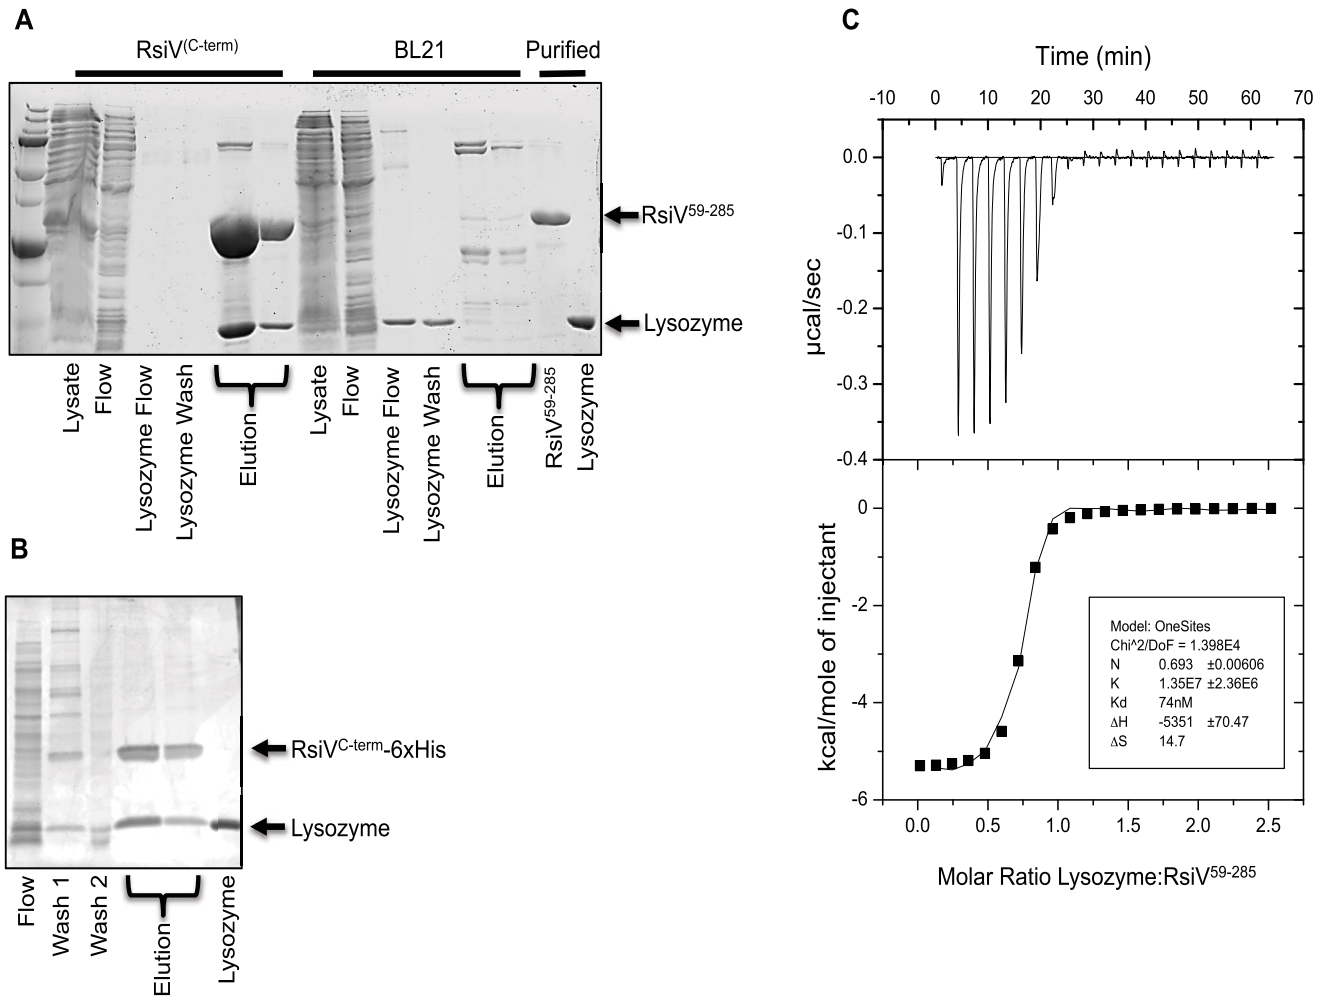 A
RsiV(C-term)
BL21
Purified
RsiV59-285
Lysozyme
Lysate
Flow
Lysozyme Flow
Lysozyme Wash
Elution
Lysate
Flow
Lysozyme Flow
Lysozyme Wash
Elution
RsiV59-285
Lysozyme
B
RsiVC-term-6xHis
Lysozyme
Flow
Wash 1
Wash 2
Elution
Lysozyme
C
Time (min)
-10 0 10 20 30 40 50 60 70
0.0
-0.1
-0.2
-0.3
-0.4
µcal/sec
0
-2
-4
-6
kcal/mole of injectant
Model: OneSites
Chi^2/DoF = 1.398E4
N 0.693 ±0.00606
K 1.35E7 ±2.36E6
Kd 74nM
ΔH -5351 ±70.47
ΔS 14.7
0.0 0.5 1.0 1.5 2.0 2.5
Molar Ratio Lysozyme:RsiV59-285